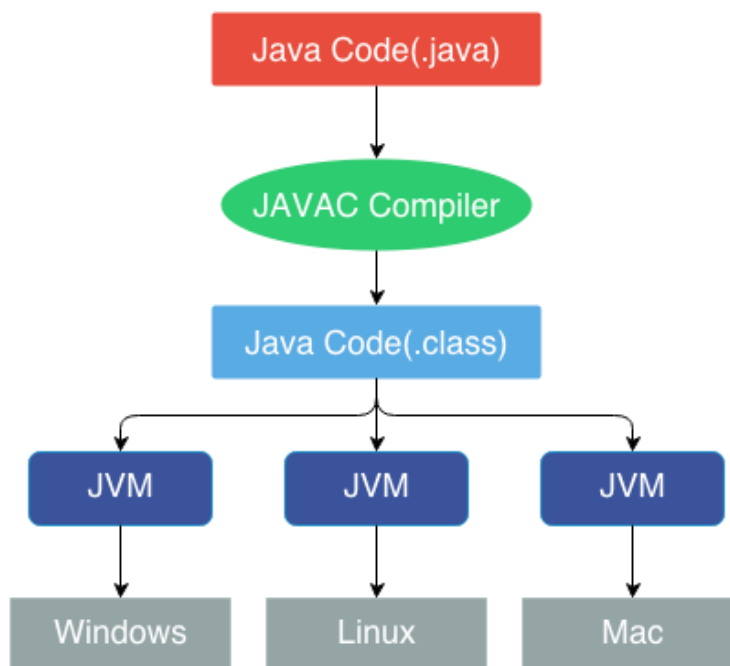 Java Code(.java)
JAVAC Compiler
Java Code(.class)
JVM
JVM
JVM
Windows
Linux
Mac